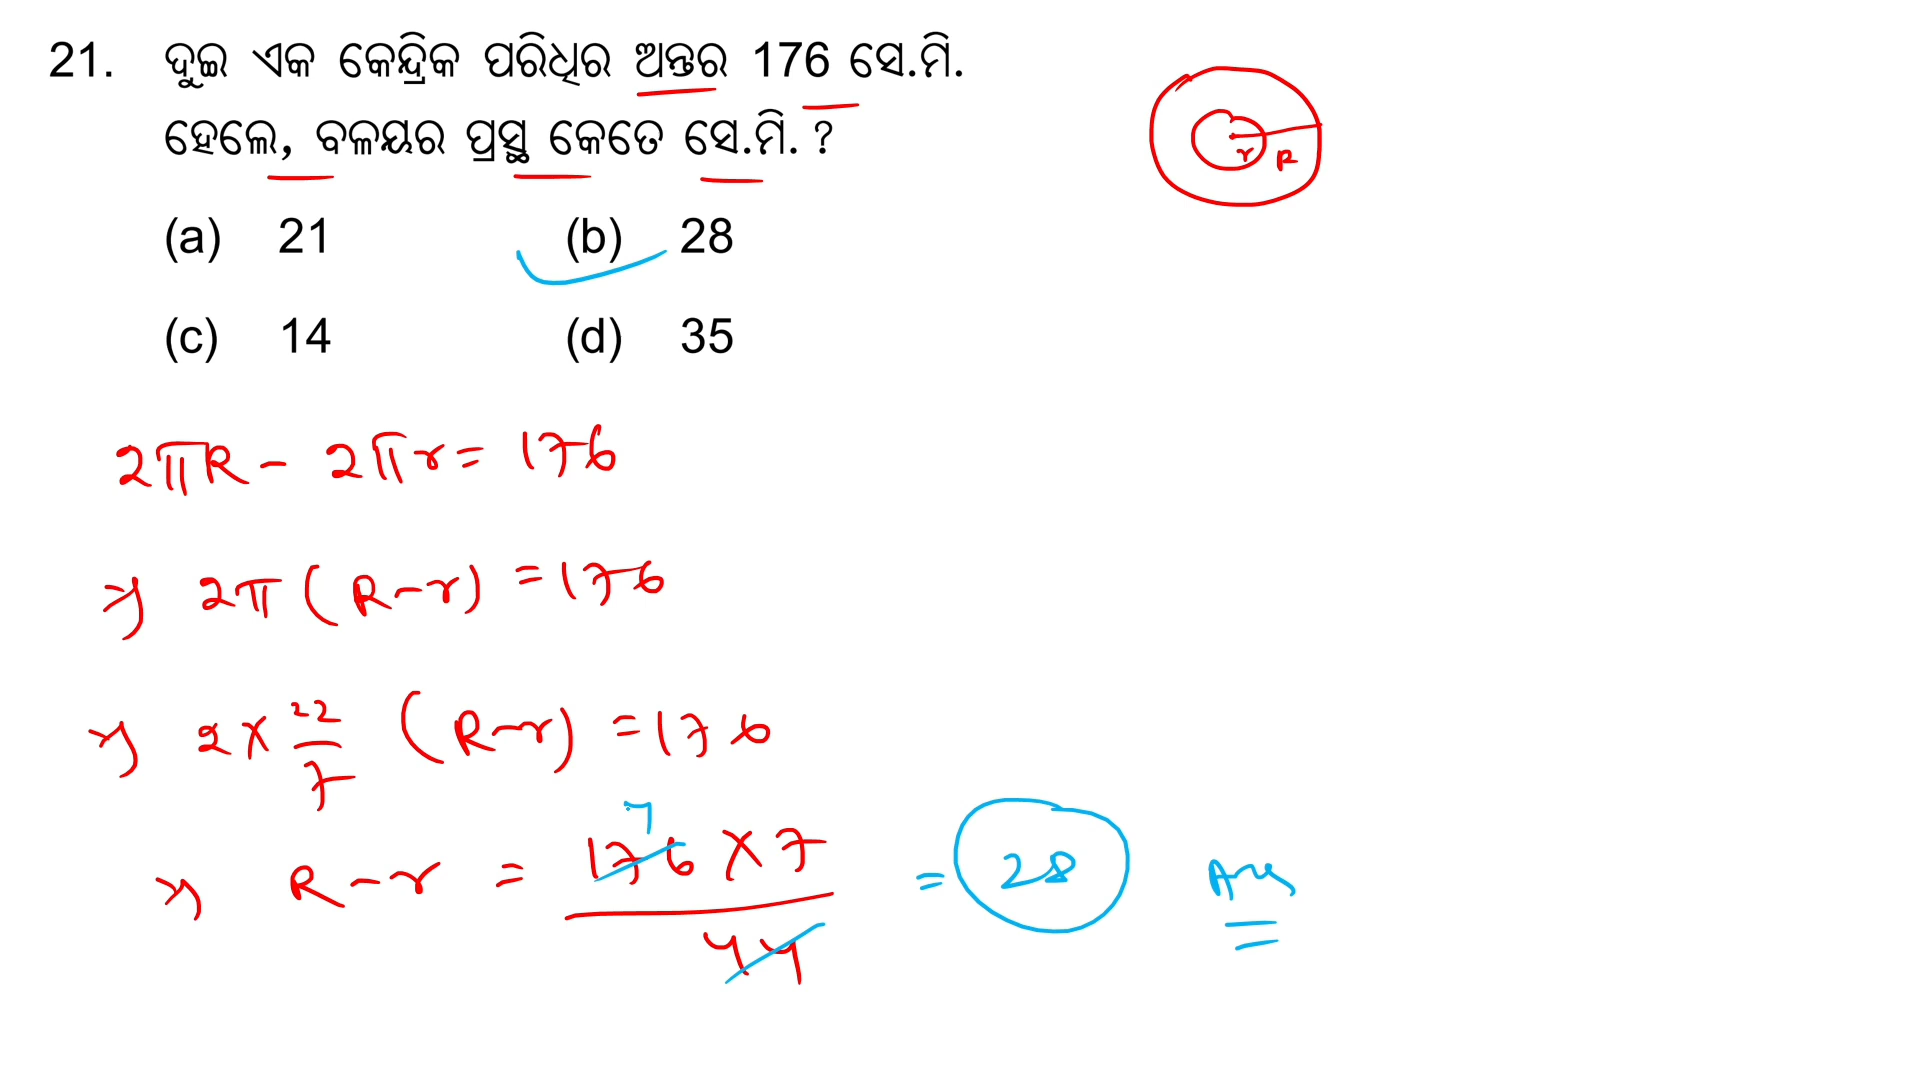 21. ଦୁଇ ଏକ କେନ୍ଦ୍ରିକ ପରିଧିର ଅନ୍ତର 176 ସେ.ମି.
ହେଲେ, ବଳୟର ପ୍ରସ୍ଥ କେତେ ସେ.ମି. ?
r R
(a) 21 (b) 28
(c) 14 (d) 35
2πR - 2πr = 176
⇒ 2π (R-r) = 176
⇒ 2 × 22/7 (R-r) = 176
7
⇒ R-r = 176 × 7 / 44 = 28 Ans